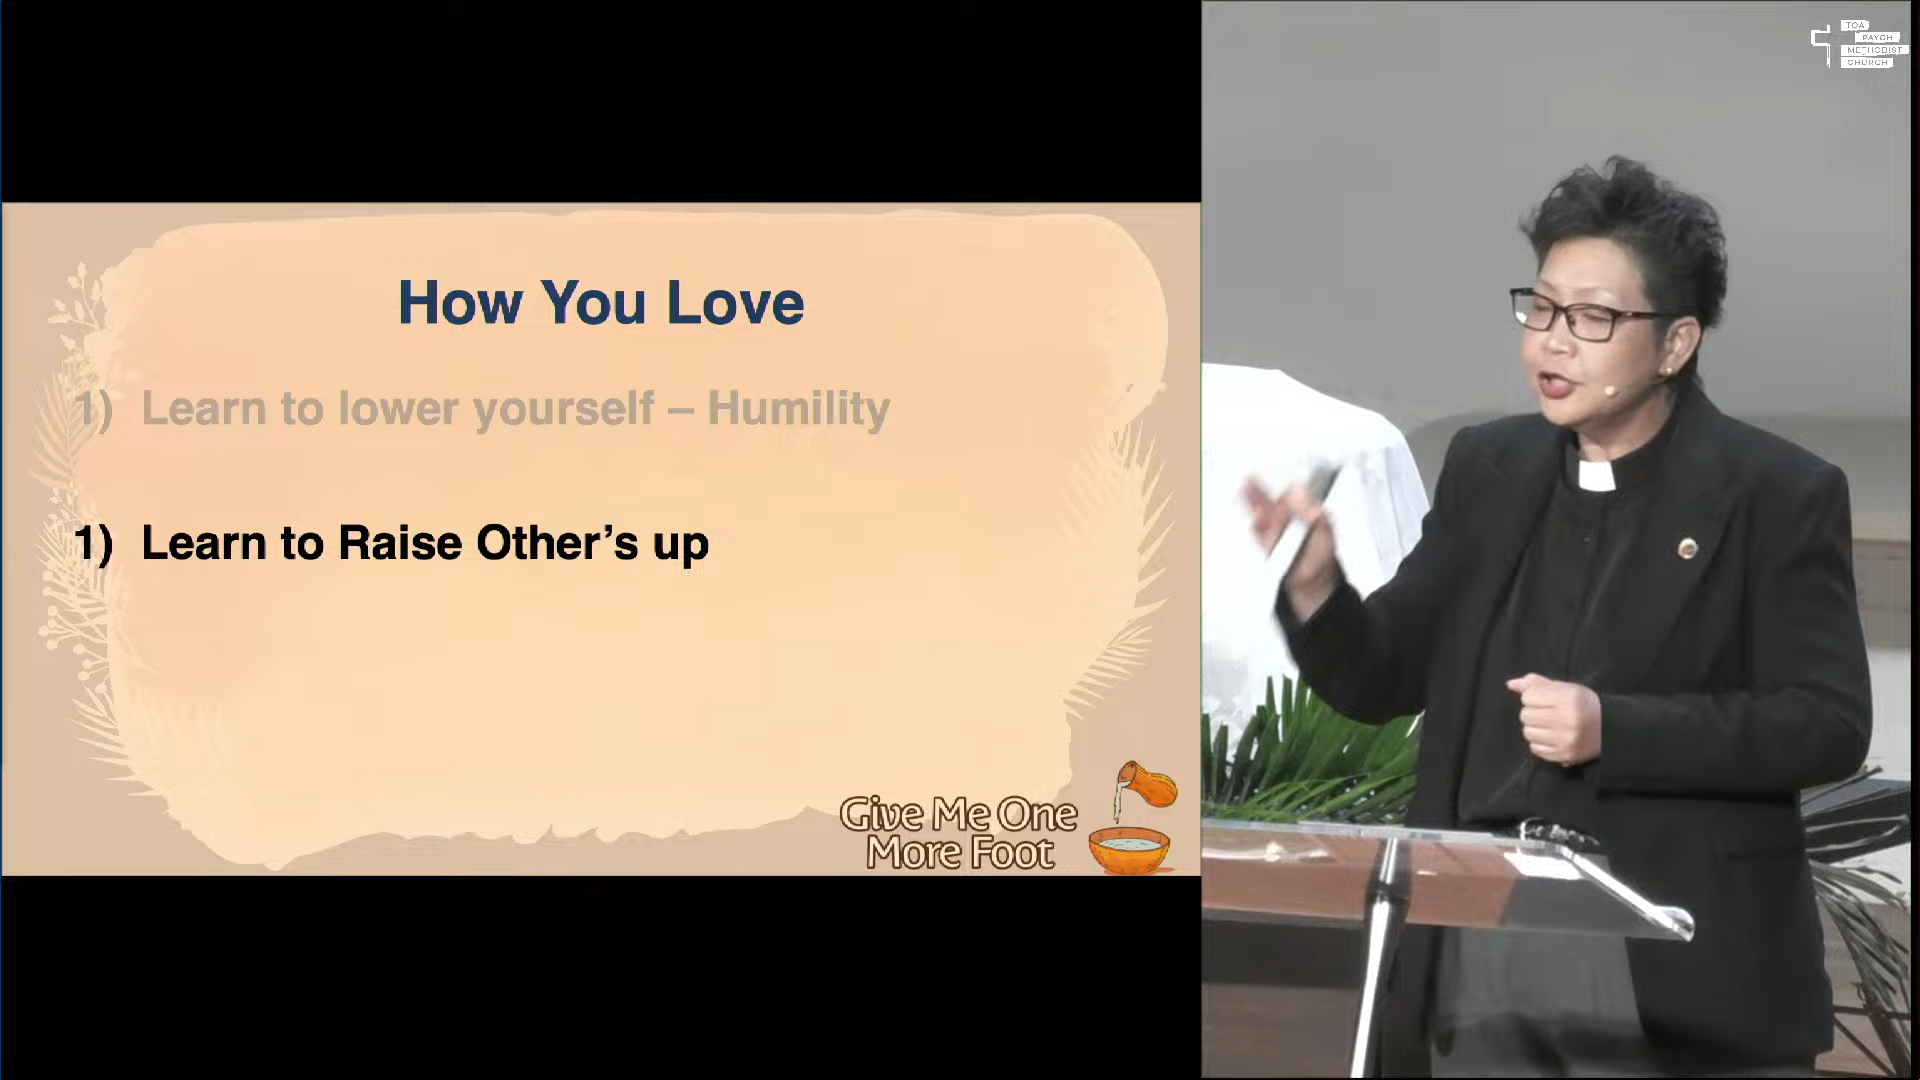 How You Love
1) Learn to lower yourself – Humility
1) Learn to Raise Other's up
Give Me One
More Foot
TOA
PAYOH
METHODIST
CHURCH